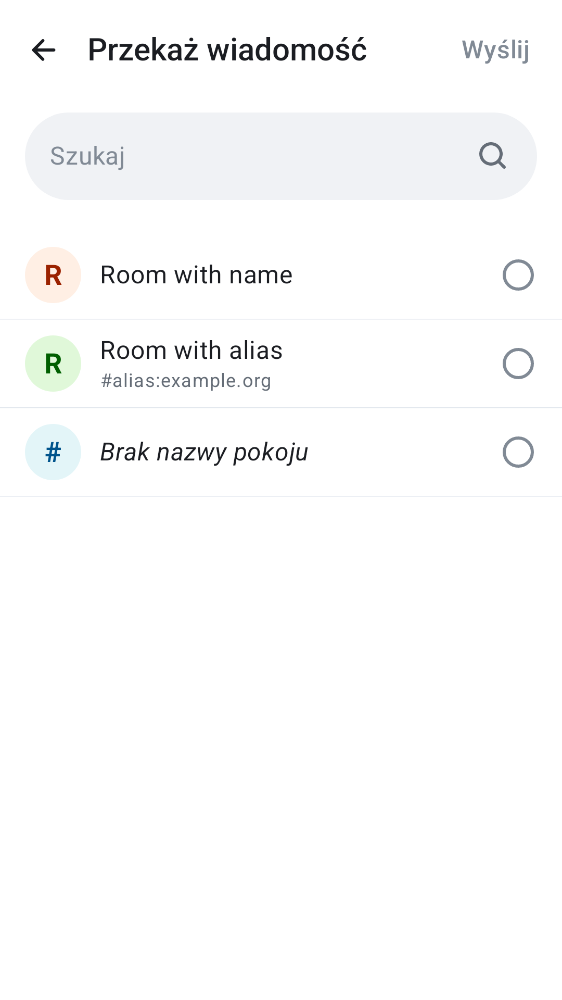 Przekaż wiadomość
Wyślij
Szukaj
R
Room with name
R
Room with alias
#alias:example.org
#
Brak nazwy pokoju